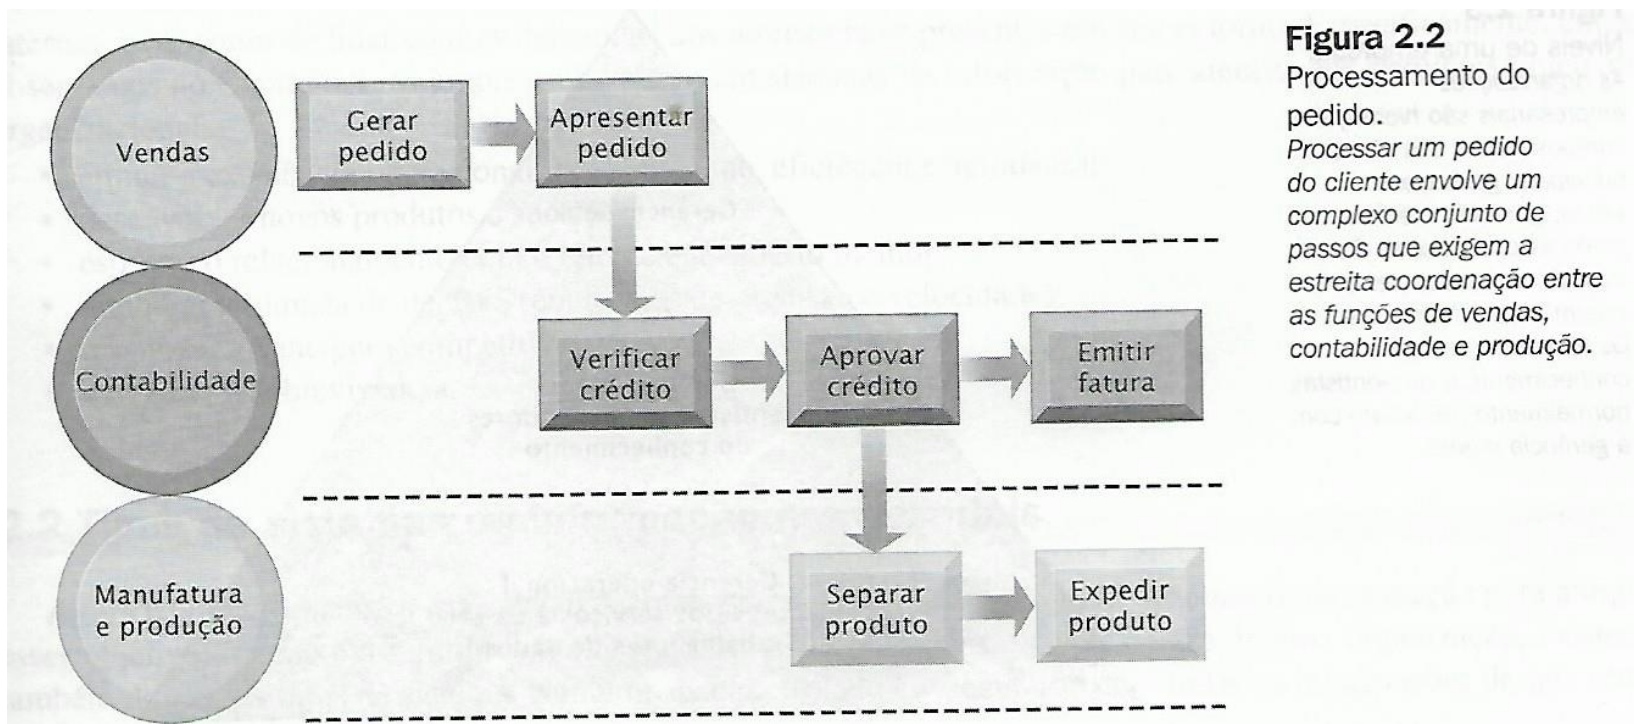 Vendas
Gerar
pedido
Apresentar
pedido
Contabilidade
Verificar
crédito
Aprovar
crédito
Emitir
fatura
Manufatura
e produção
Separar
produto
Expedir
produto
Figura 2.2
Processamento do
pedido.
Processar um pedido
do cliente envolve um
complexo conjunto de
passos que exigem a
estreita coordenação entre
as funções de vendas,
contabilidade e produção.